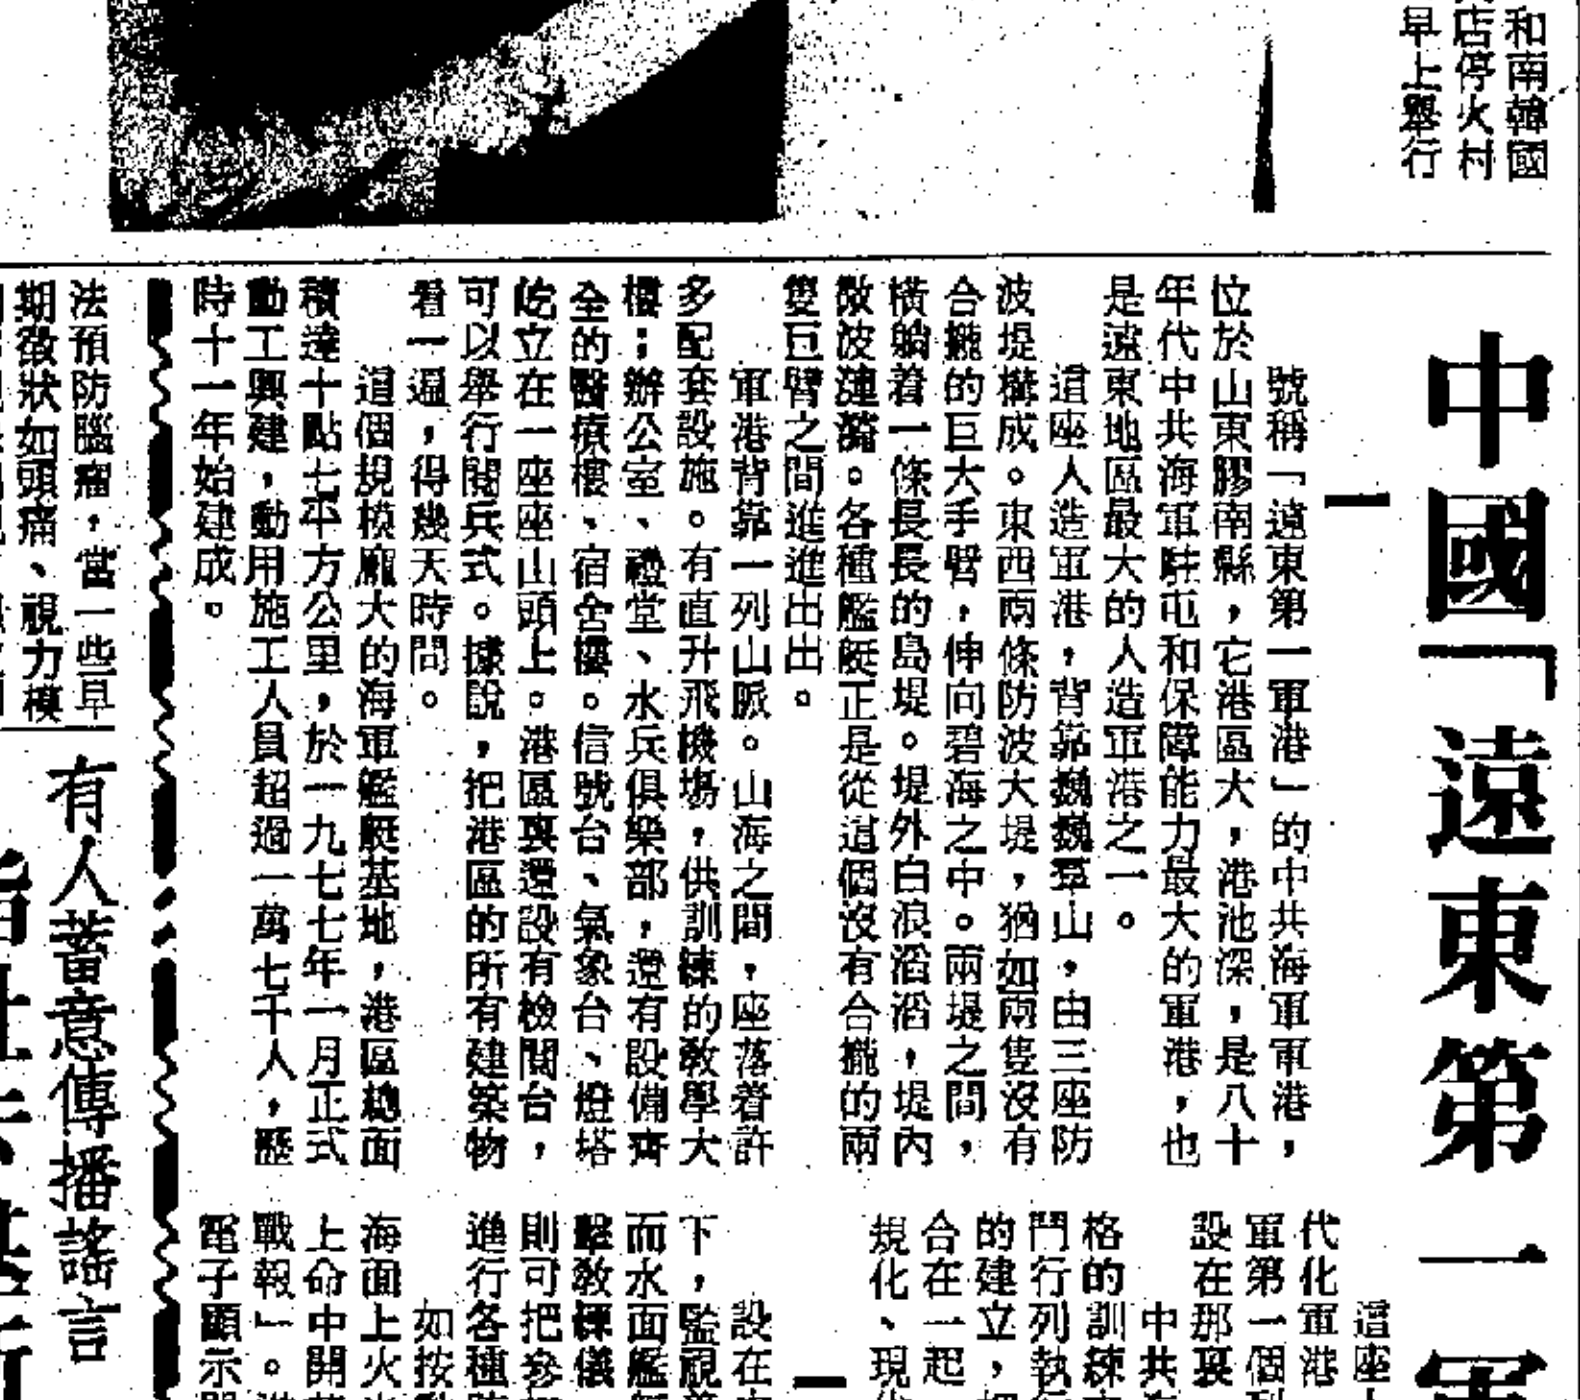 和南韓國
店停火村
早上舉行
中國「遠東第一軍
號稱「遠東第一軍港」的中共海軍軍港，
位於山東膠南縣，它港區大，港池深，是八十
年代中共海軍駐屯和保障能力最大的軍港，也
是遠東地區最大的人造軍港之一。
這座人造軍港，背靠巍巍羣山，由三座防
波堤構成。東西兩條防波大堤，猶如兩隻沒有
合攏的巨大手臂，伸向碧海之中。兩堤之間，
橫躺着一條長長的島堤。堤外白浪滔滔，堤內
微波漣漪。各種艦艇正是從這個沒有合攏的兩
雙巨臂之間進進出出。
軍港背靠一列山脈。山海之間，座落着許
多配套設施。有直升飛機場，供訓練的教學大
樓；辦公室、禮堂、水兵俱樂部，還有設備齊
全的醫療樓、宿舍樓。信號台、氣象台、燈塔
屹立在一座座山頭上。港區裏還設有檢閱台，
可以舉行閱兵式。據說，把港區的所有建築物
看一遍，得幾天時間。
這個規模龐大的海軍艦艇基地，港區總面
積達十點七平方公里，於一九七七年一月正式
動工興建，動用施工人員超過一萬七千人，歷
時十一年始建成。
這座
代化軍港
軍第一個
設在那裏
中共
格的訓練
鬥行列執行
的建立，
合在一起
規化、現
設在
下，監視
而水面艦
擊教練儀
則可把參
進行各種
如按
海面上火
上命中開
戰報」。
電子顯示
法預防腦瘤，當一些早
期徵狀如頭痛、視力模
有人蓄意傳播謠言